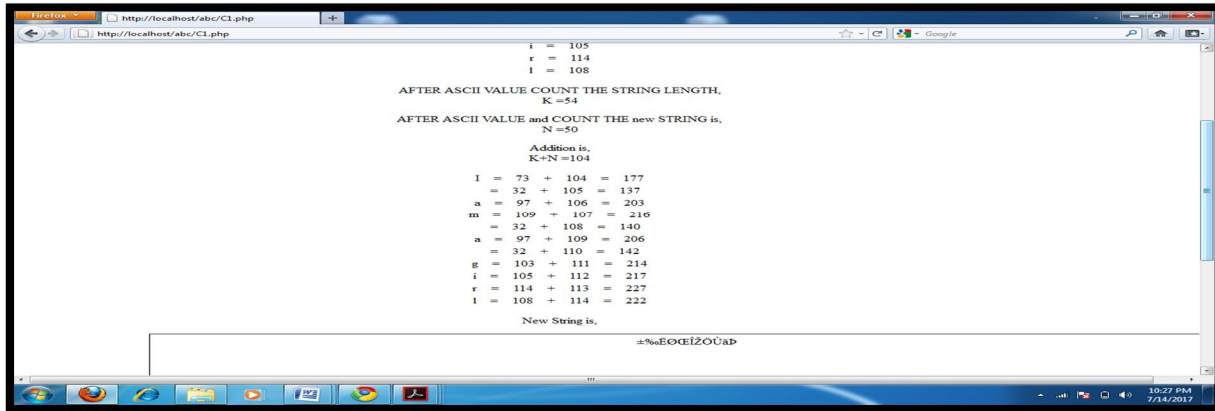 Firefox
http://localhost/abc/C1.php
http://localhost/abc/C1.php
Google
i = 105
r = 114
l = 108
AFTER ASCII VALUE COUNT THE STRING LENGTH,
K =54
AFTER ASCII VALUE and COUNT THE new STRING is,
N =50
Addition is,
K+N =104
I = 73 + 104 = 177
= 32 + 105 = 137
a = 97 + 106 = 203
m = 109 + 107 = 216
= 32 + 108 = 140
a = 97 + 109 = 206
= 32 + 110 = 142
g = 103 + 111 = 214
i = 105 + 112 = 217
r = 114 + 113 = 227
l = 108 + 114 = 222
New String is,
±‰ËØŒÎŽÖÙãÞ
10:27 PM
7/14/2017